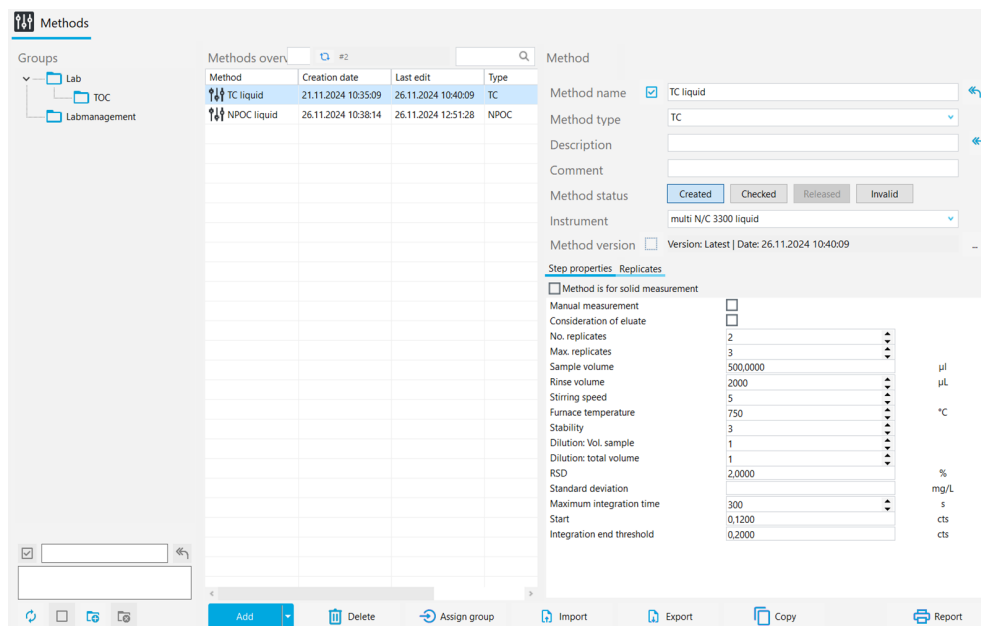 Methods
Groups
Lab
TOC
Labmanagement
Methods overv
#2
Method Creation date Last edit Type
TC liquid 21.11.2024 10:35:09 26.11.2024 10:40:09 TC
NPOC liquid 26.11.2024 10:38:14 26.11.2024 12:51:28 NPOC
Method
Method name TC liquid
Method type TC
Description
Comment
Method status Created Checked Released Invalid
Instrument multi N/C 3300 liquid
Method version Version: Latest | Date: 26.11.2024 10:40:09 ...
Step properties Replicates
Method is for solid measurement
Manual measurement
Consideration of eluate
No. replicates 2
Max. replicates 3
Sample volume 500,0000 µl
Rinse volume 2000 µL
Stirring speed 5
Furnace temperature 750 °C
Stability 3
Dilution: Vol. sample 1
Dilution: total volume 1
RSD 2,0000 %
Standard deviation mg/L
Maximum integration time 300 s
Start 0,1200 cts
Integration end threshold 0,2000 cts
Add Delete Assign group Import Export Copy Report